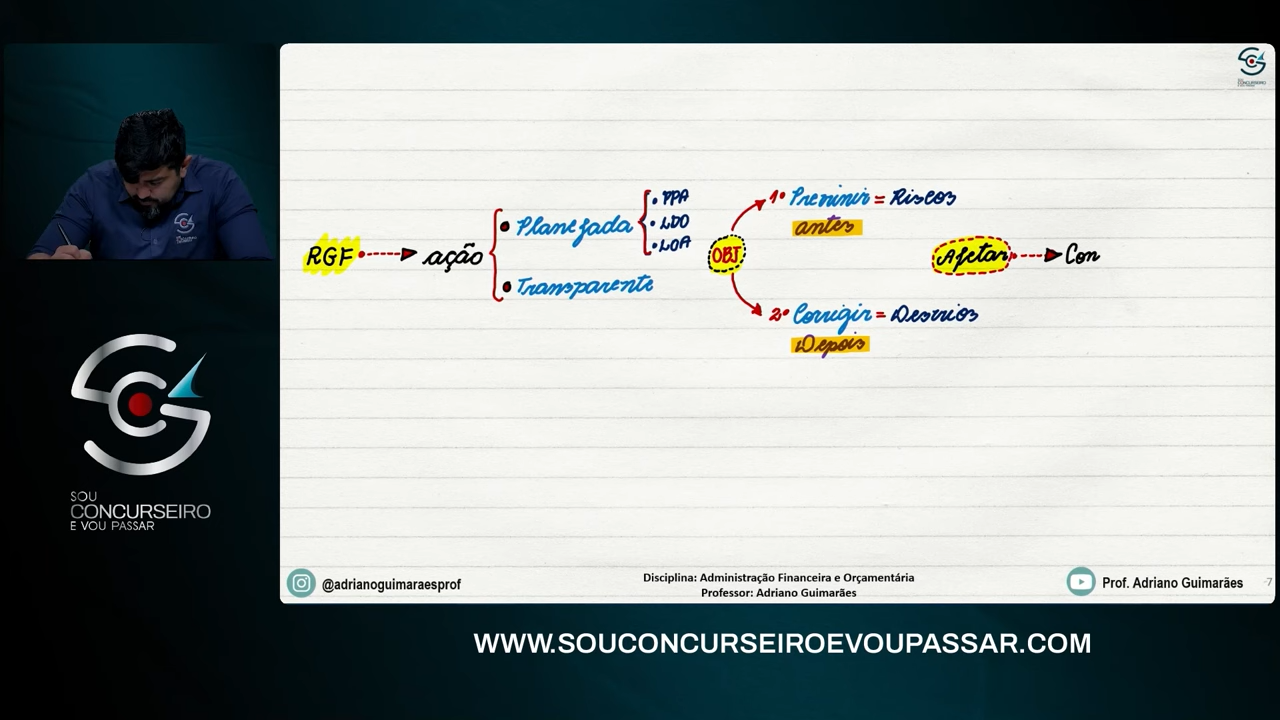 RGF
ação
• Planejada
• PPA
• LDO
• LOA
• Transparente
OBJ
1º Prevenir = Riscos
antes
2º Corrigir = Desvios
Depois
Afetar
Con
SOU
CONCURSEIRO
E VOU PASSAR
@adrianoguimaraesprof
Disciplina: Administração Financeira e Orçamentária
Professor: Adriano Guimarães
Prof. Adriano Guimarães
7
WWW.SOUCONCURSEIROEVOUPASSAR.COM